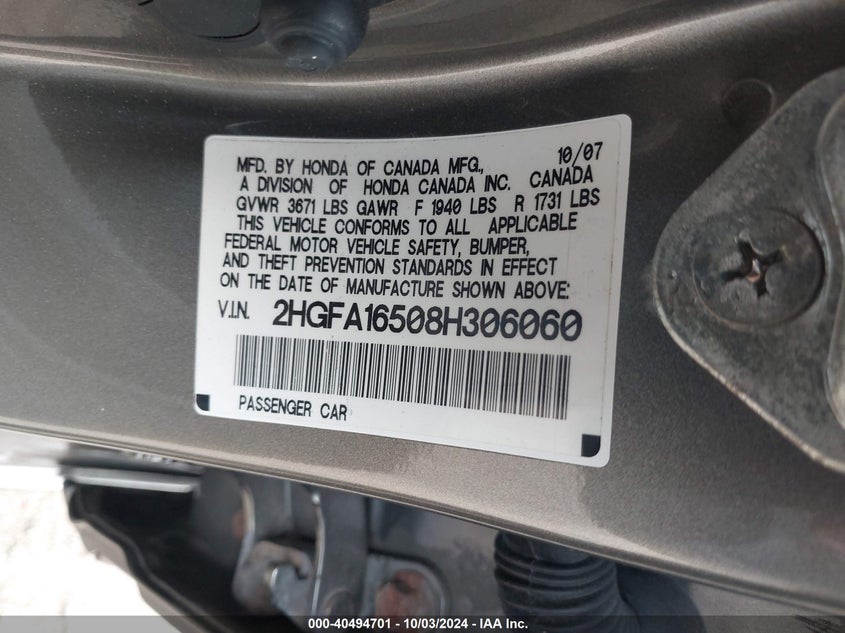 10/07
MFD. BY HONDA OF CANADA MFG.,
A DIVISION OF HONDA CANADA INC. CANADA
GVWR 3671 LBS GAWR F 1940 LBS R 1731 LBS
THIS VEHICLE CONFORMS TO ALL APPLICABLE
FEDERAL MOTOR VEHICLE SAFETY, BUMPER,
AND THEFT PREVENTION STANDARDS IN EFFECT
ON THE DATE OF MANUFACTURE SHOWN ABOVE:
V.I.N. 2HGFA16508H306060
PASSENGER CAR
000-40494701 - 10/03/2024 - IAA Inc.